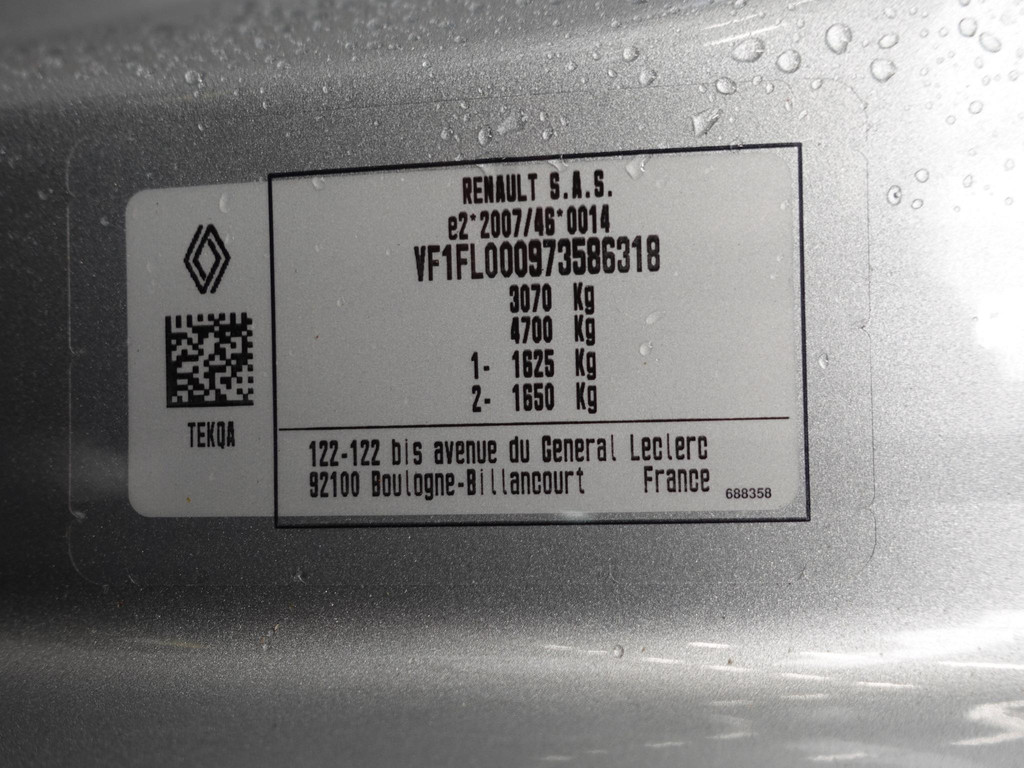 RENAULT S.A.S.
e2*2007/46*0014
VF1FL000973586318
3070 Kg
4700 Kg
1- 1625 Kg
2- 1650 Kg
TEKQA
122-122 bis avenue du General Leclerc
92100 Boulogne-Billancourt France
688358